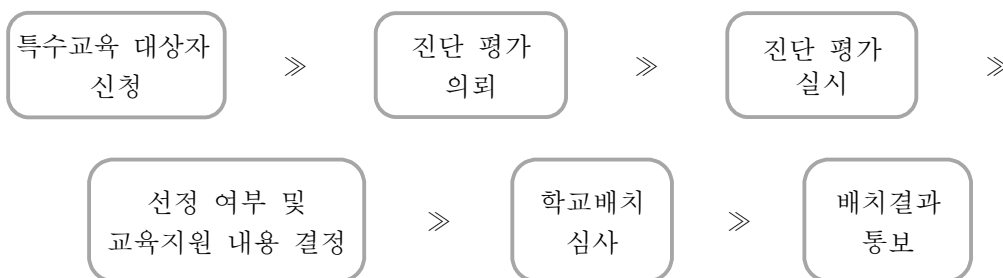 특수교육 대상자
신청
≫
진단 평가
의뢰
≫
진단 평가
실시
≫
선정 여부 및
교육지원 내용 결정
≫
학교배치
심사
≫
배치결과
통보